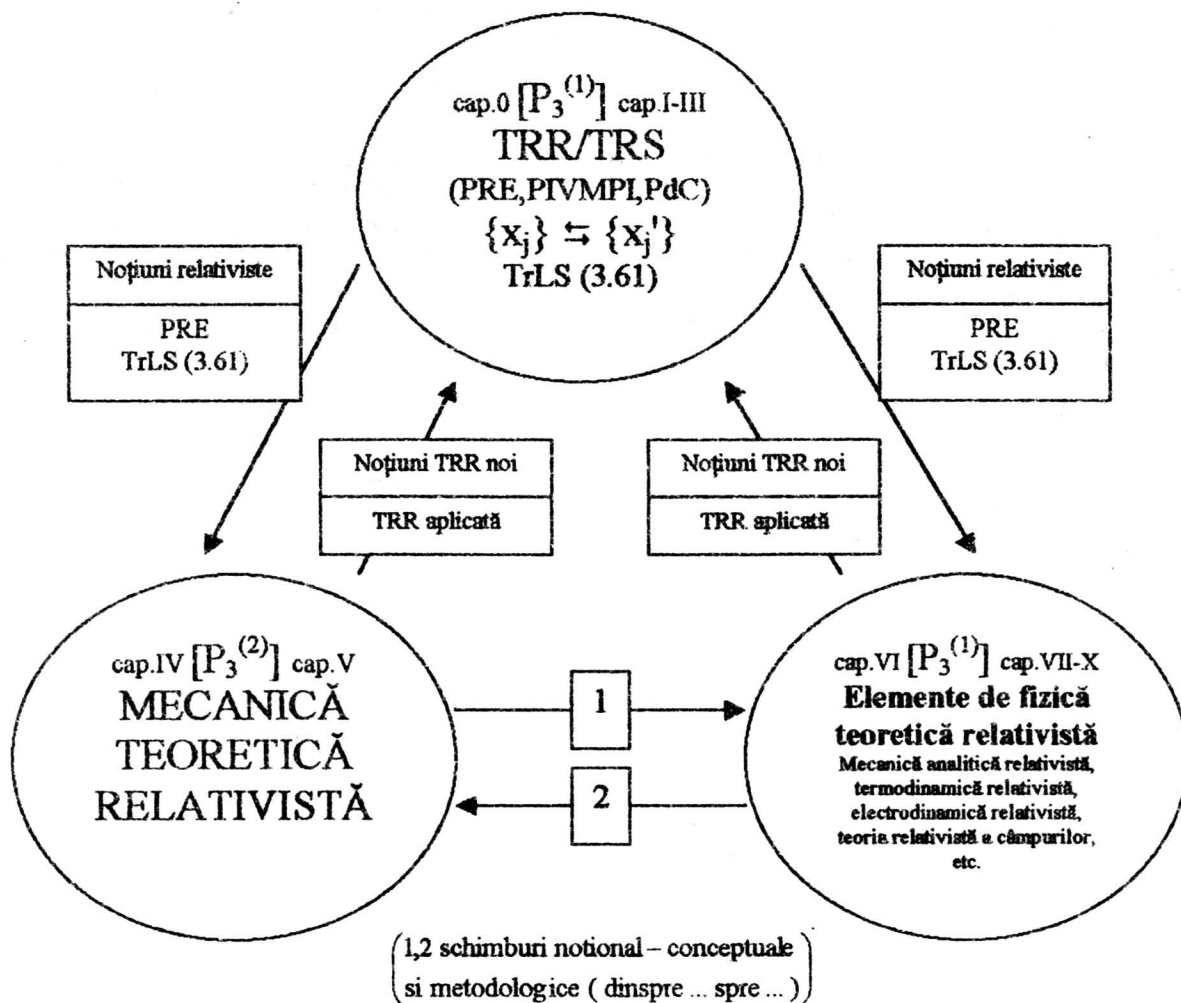 cap.0 [P₃⁽¹⁾] cap.I-III
TRR/TRS
(PRE,PIVMPI,PdC)
{xⱼ} ⇆ {xⱼ'}
TrLS (3.61)
Noțiuni relativiste
PRE
TrLS (3.61)
Noțiuni relativiste
PRE
TrLS (3.61)
Noțiuni TRR noi
TRR aplicată
Noțiuni TRR noi
TRR aplicată
cap.IV [P₃⁽²⁾] cap.V
MECANICĂ
TEORETICĂ
RELATIVISTĂ
1
2
cap.VI [P₃⁽¹⁾] cap.VII-X
Elemente de fizică
teoretică relativistă
Mecanică analitică relativistă,
termodinamică relativistă,
electrodinamică relativistă,
teoria relativistă a câmpurilor,
etc.
(1,2 schimburi notional – conceptuale
si metodologice ( dinspre ... spre ... ))